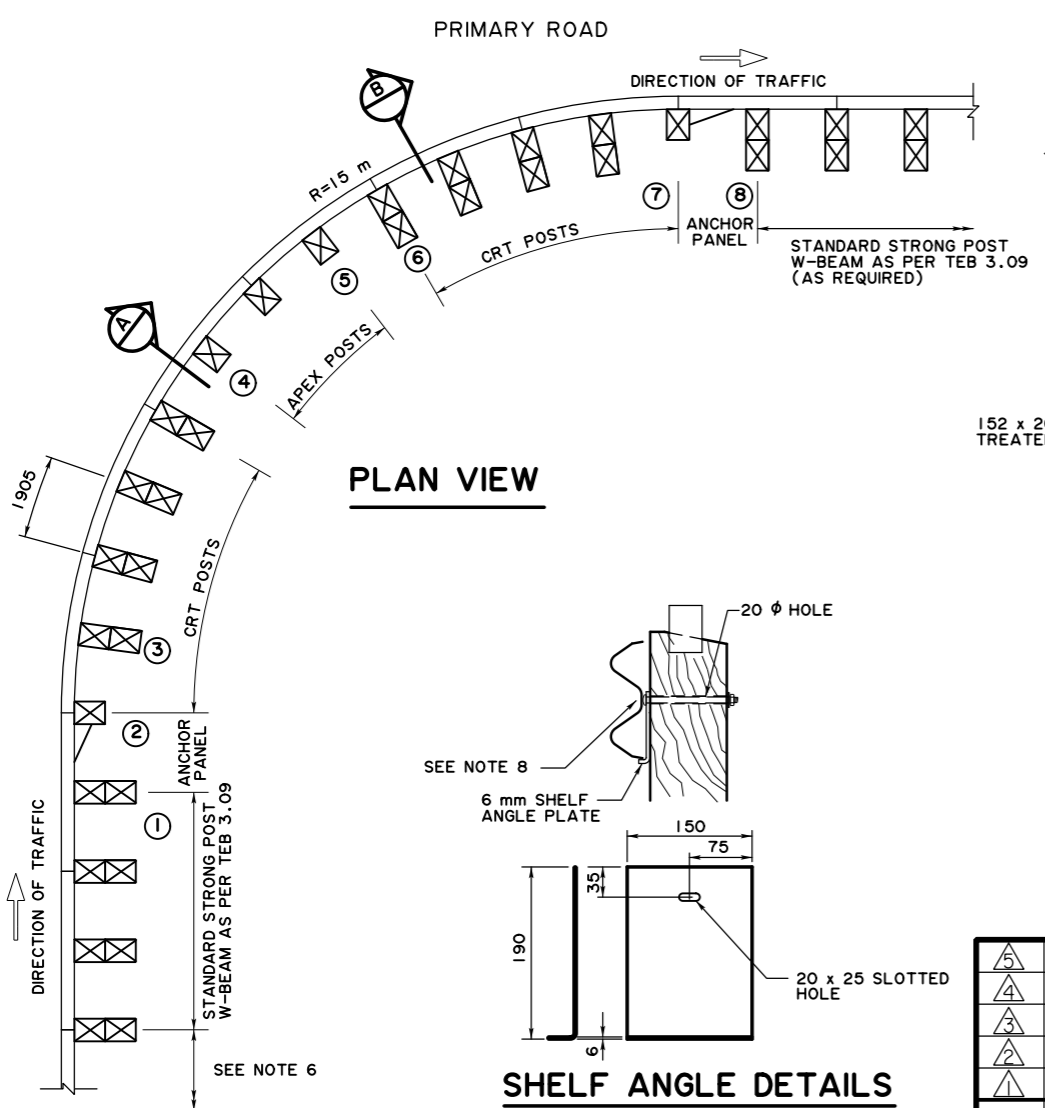 PRIMARY ROAD
DIRECTION OF TRAFFIC
B
R=15 m
7
8
ANCHOR
PANEL
CRT POSTS
STANDARD STRONG POST
W-BEAM AS PER TEB 3.09
(AS REQUIRED)
6
5
A
4
APEX POSTS
PLAN VIEW
1905
CRT POSTS
3
2
ANCHOR
PANEL
1
DIRECTION OF TRAFFIC
STANDARD STRONG POST
W-BEAM AS PER TEB 3.09
SEE NOTE 6
152 x
20 φ HOLE
SEE NOTE 8
6 mm SHELF
ANGLE PLATE
150
75
35
190
6
20 x 25 SLOTTED
HOLE
SHELF ANGLE DETAILS
5
4
3
2
1